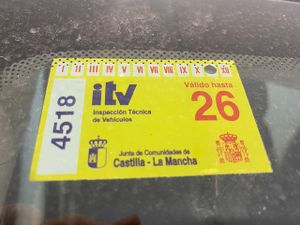 I II III IV V VI VII VIII IX X XII
4518
itv
Inspección Técnica
de Vehículos
Válido hasta
26
Junta de Comunidades de
Castilla - La Mancha